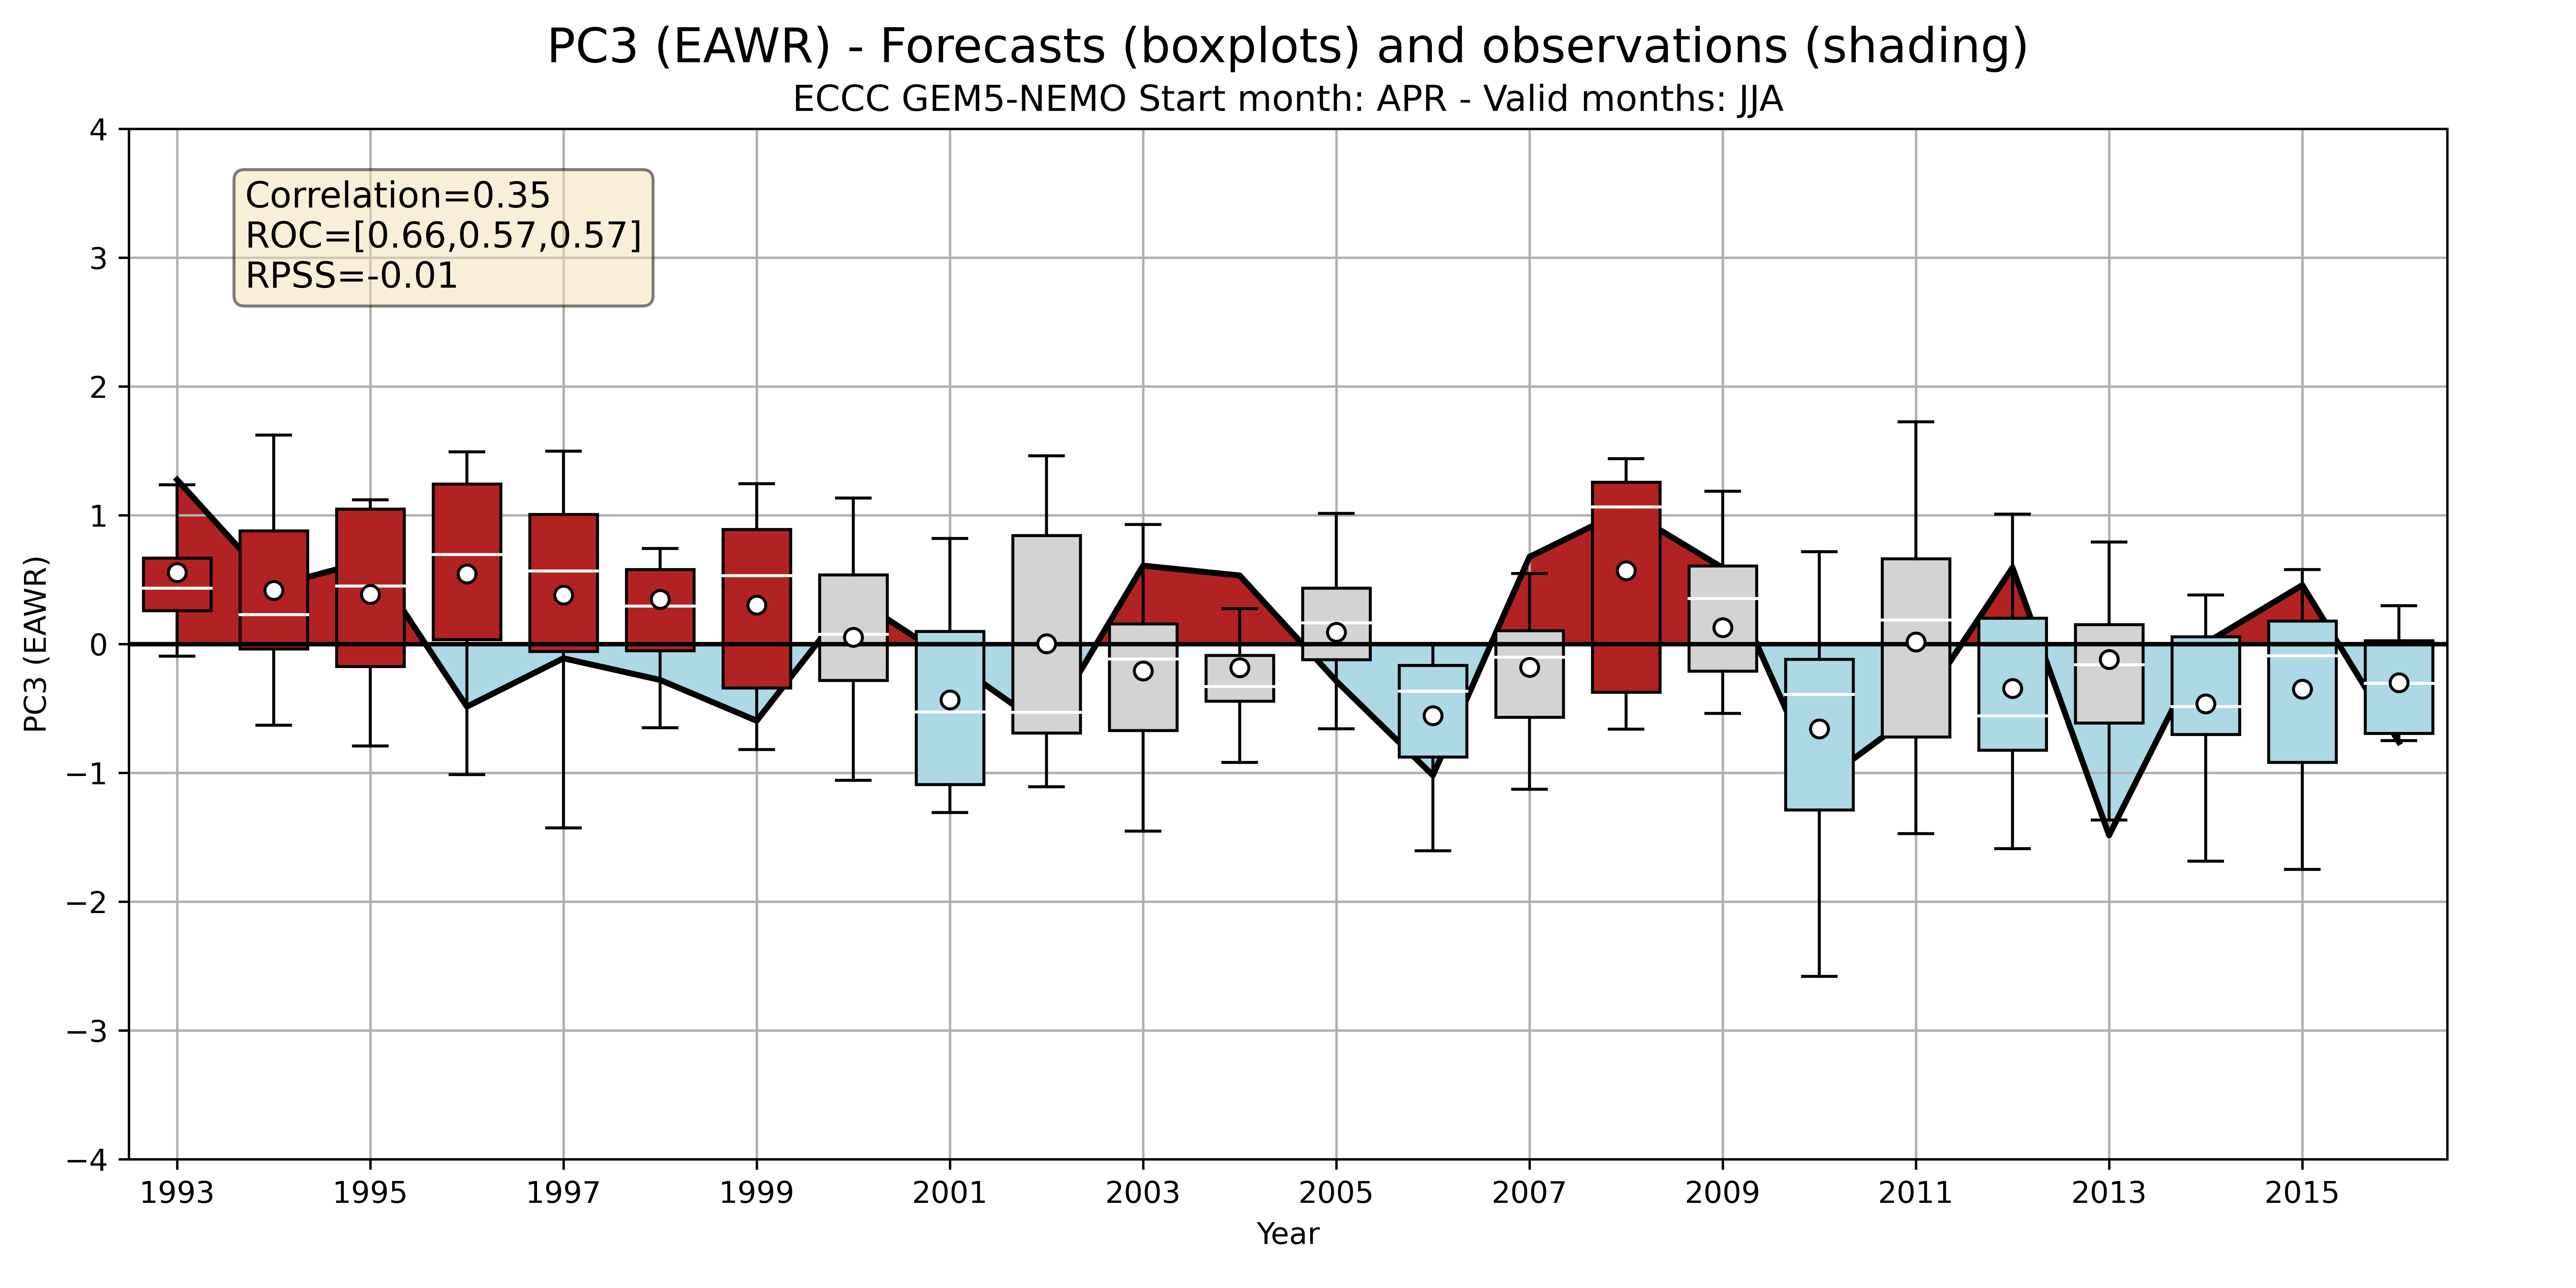 PC3 (EAWR) - Forecasts (boxplots) and observations (shading)
ECCC GEM5-NEMO Start month: APR - Valid months: JJA
Correlation=0.35
ROC=[0.66,0.57,0.57]
RPSS=-0.01
PC3 (EAWR)
4
3
2
1
0
−1
−2
−3
−4
1993 1995 1997 1999 2001 2003 2005 2007 2009 2011 2013 2015
Year